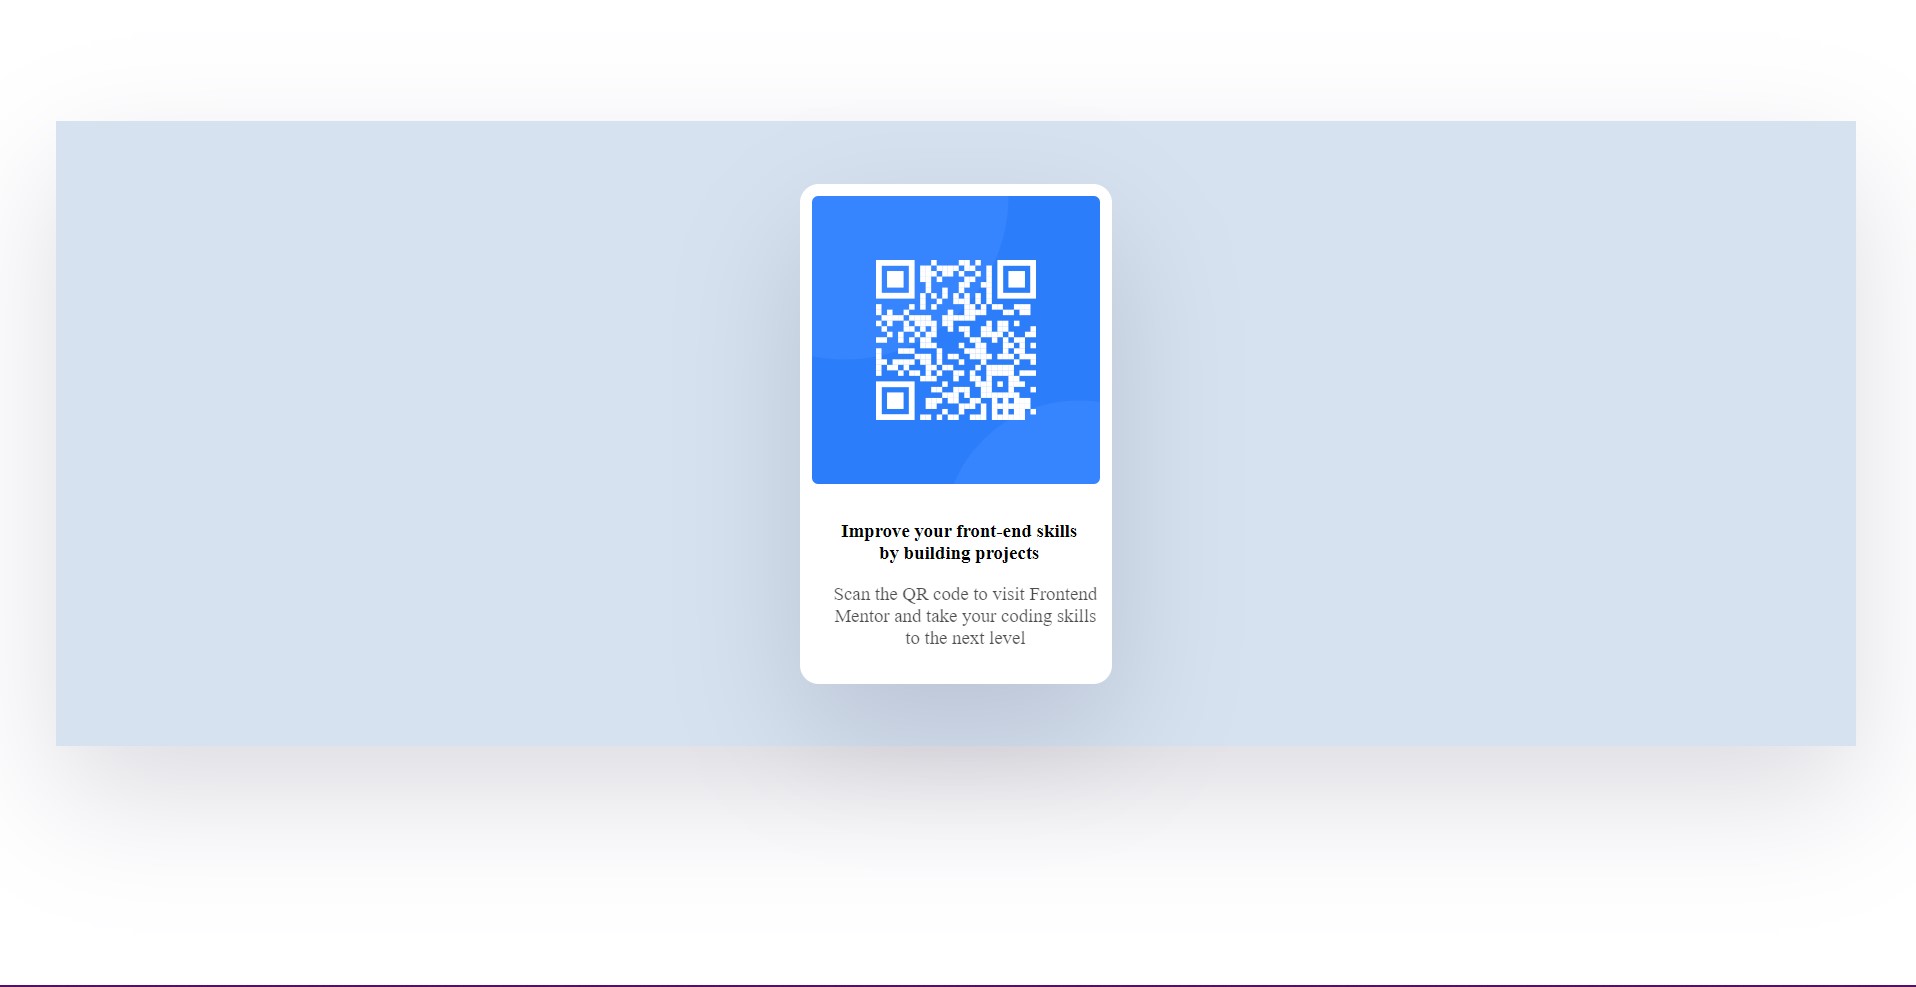 Improve your front-end skills
by building projects
Scan the QR code to visit Frontend
Mentor and take your coding skills
to the next level